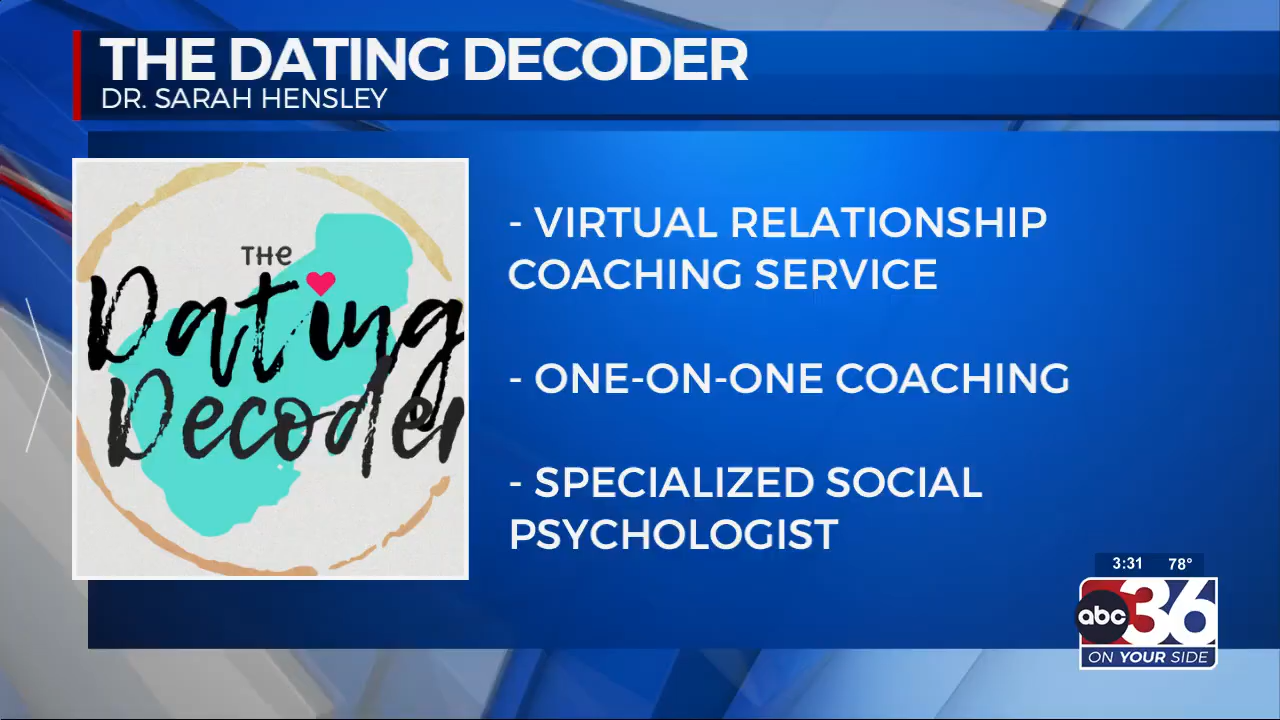 THE DATING DECODER
DR. SARAH HENSLEY
THE
Dating
Decoder
- VIRTUAL RELATIONSHIP
COACHING SERVICE
- ONE-ON-ONE COACHING
- SPECIALIZED SOCIAL
PSYCHOLOGIST
3:31 78°
abc 36
ON YOUR SIDE